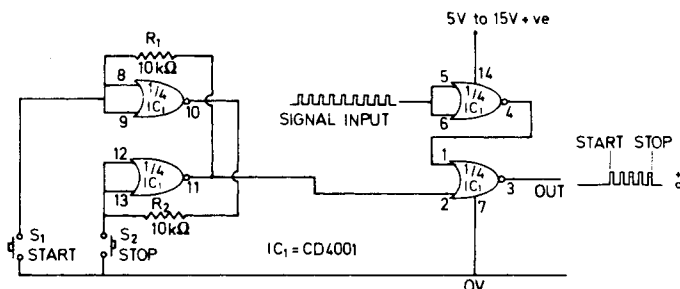 R1
10kΩ
8
1/4
IC1
10
9
12
1/4
IC1
11
13
R2
10kΩ
S1
START
S2
STOP
IC1 = CD4001
SIGNAL INPUT
5V to 15V +ve
5
14
1/4
IC1
4
6
1
1/4
IC1
3
2
7
OUT
0V
START STOP
+
0